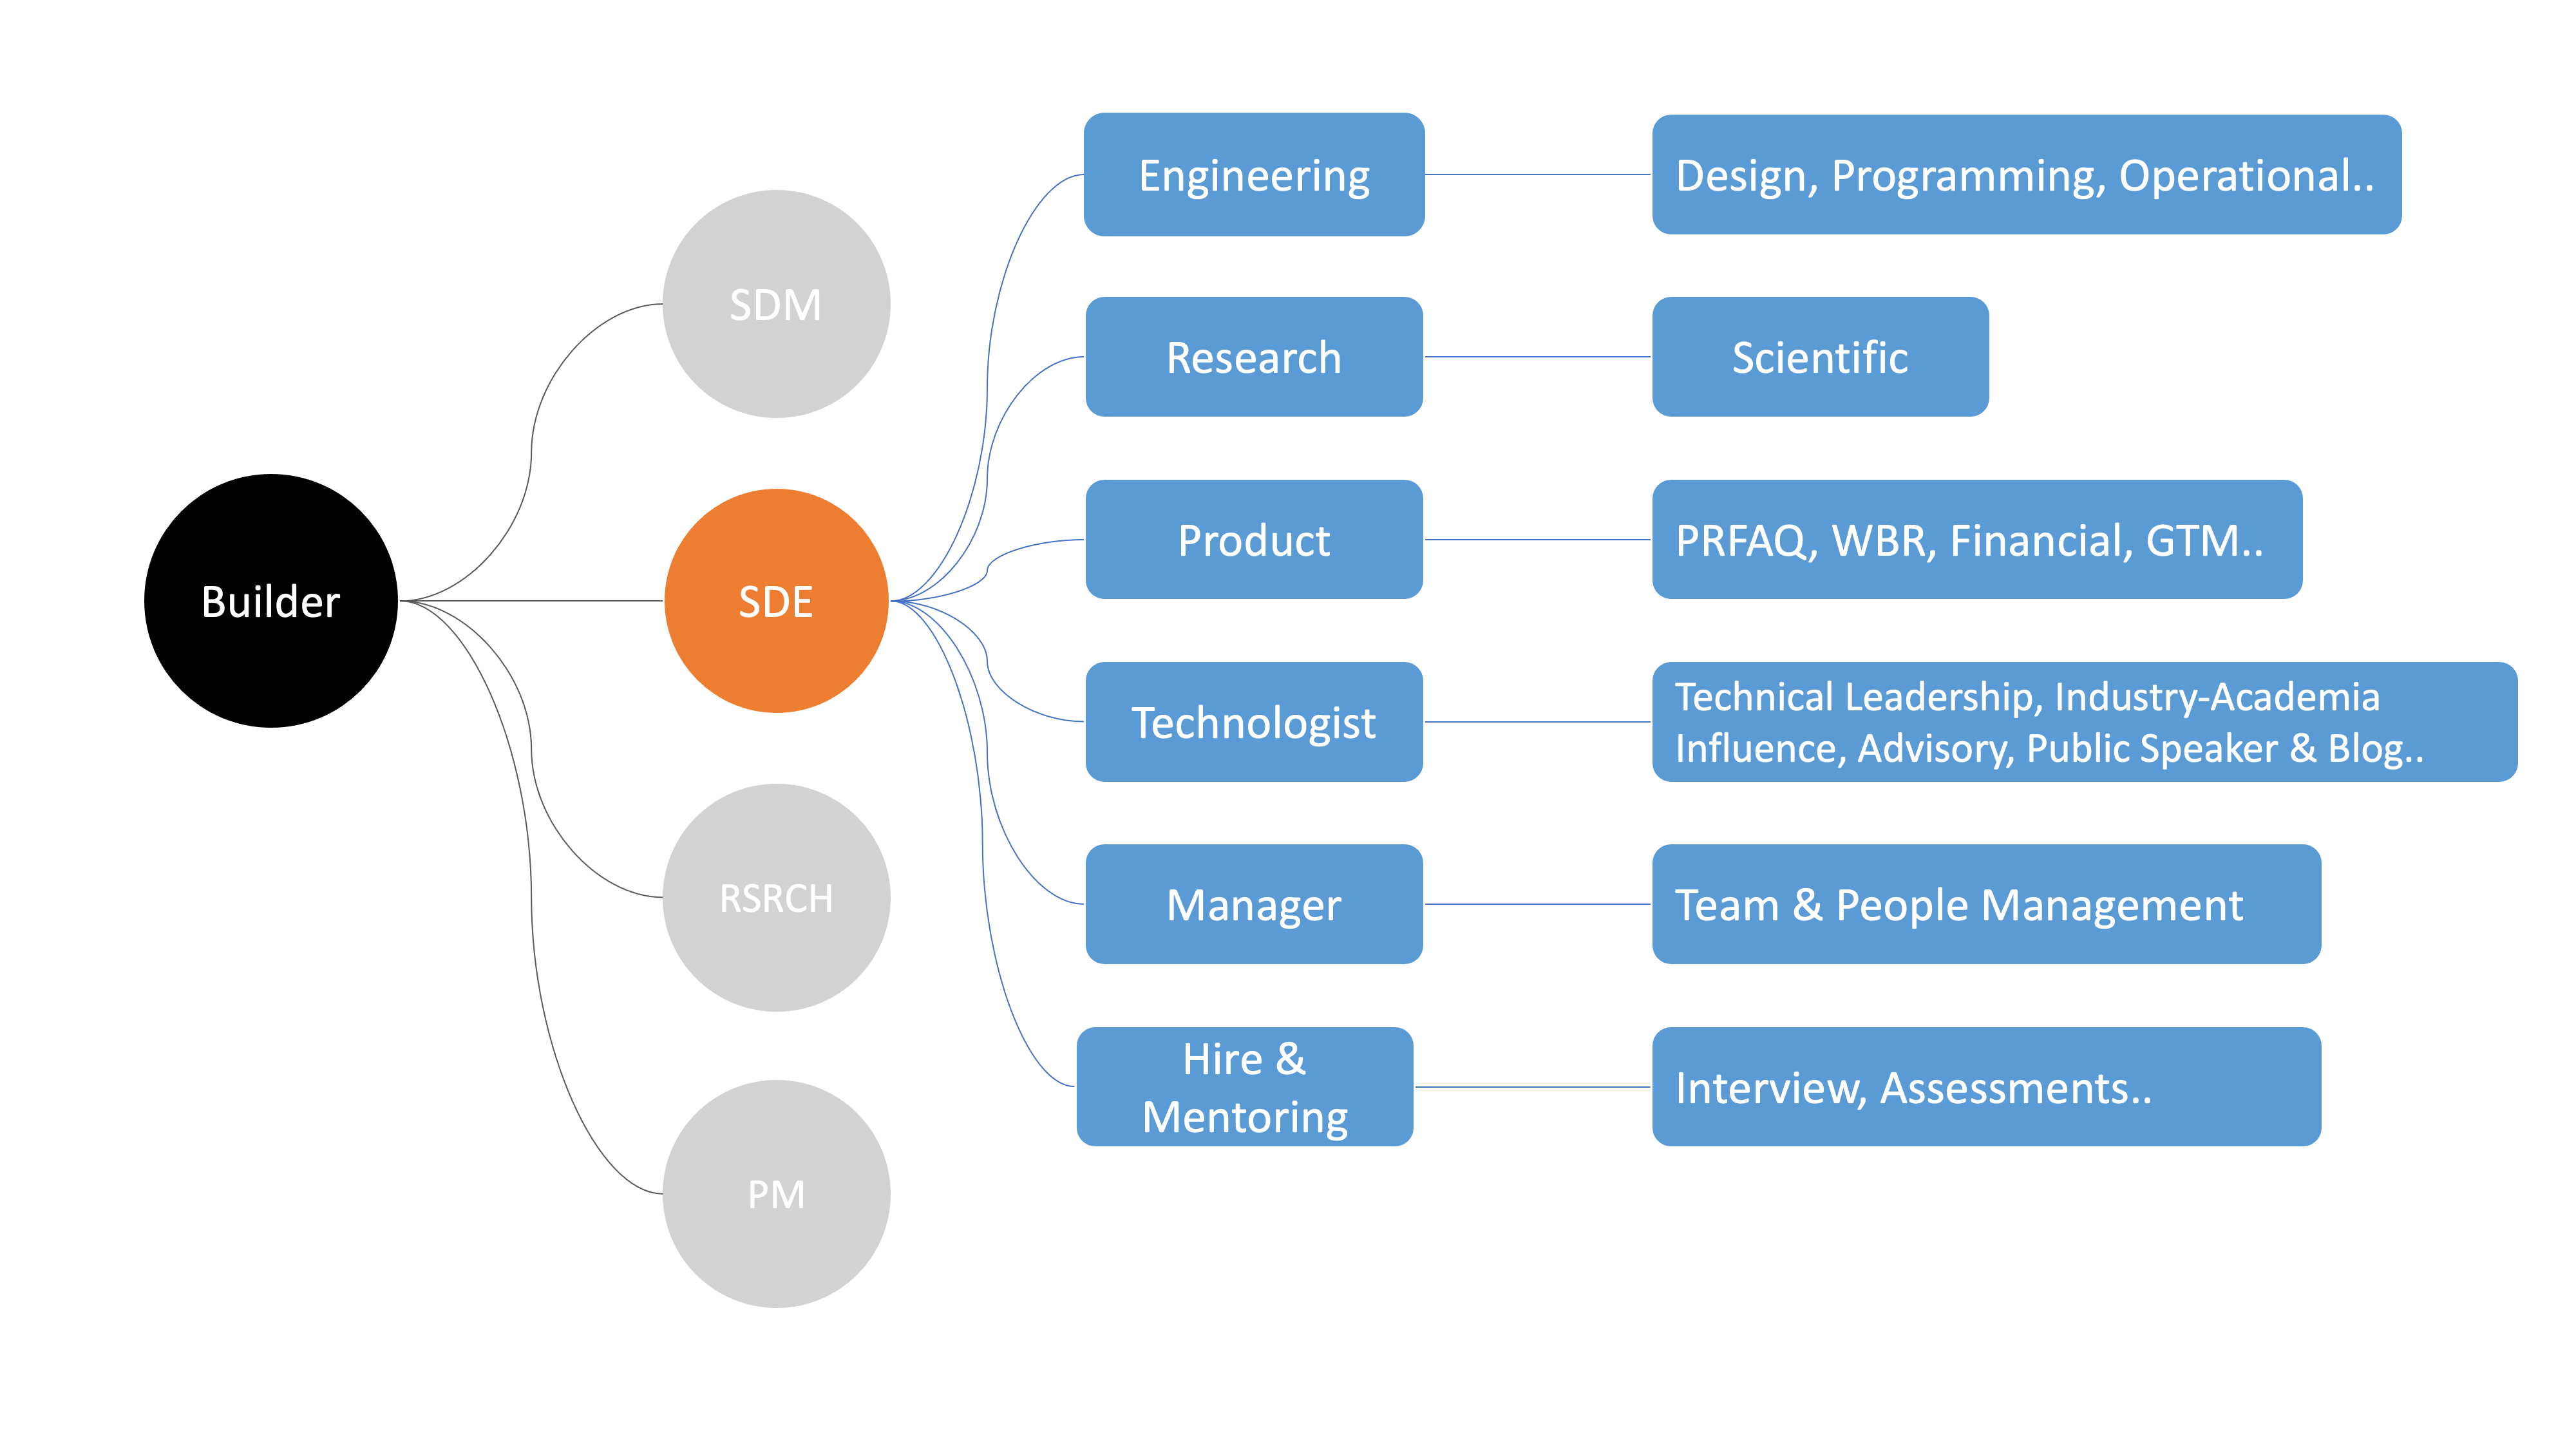 Builder
SDM
SDE
RSRCH
PM
Engineering
Design, Programming, Operational..
Research
Scientific
Product
PRFAQ, WBR, Financial, GTM..
Technologist
Technical Leadership, Industry-Academia
Influence, Advisory, Public Speaker & Blog..
Manager
Team & People Management
Hire &
Mentoring
Interview, Assessments..